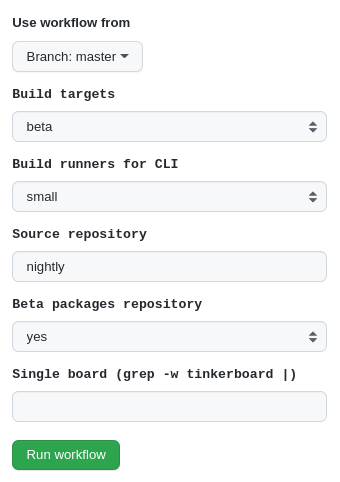 Use workflow from
Branch: master
Build targets
beta
Build runners for CLI
small
Source repository
nightly
Beta packages repository
yes
Single board (grep -w tinkerboard |)
Run workflow